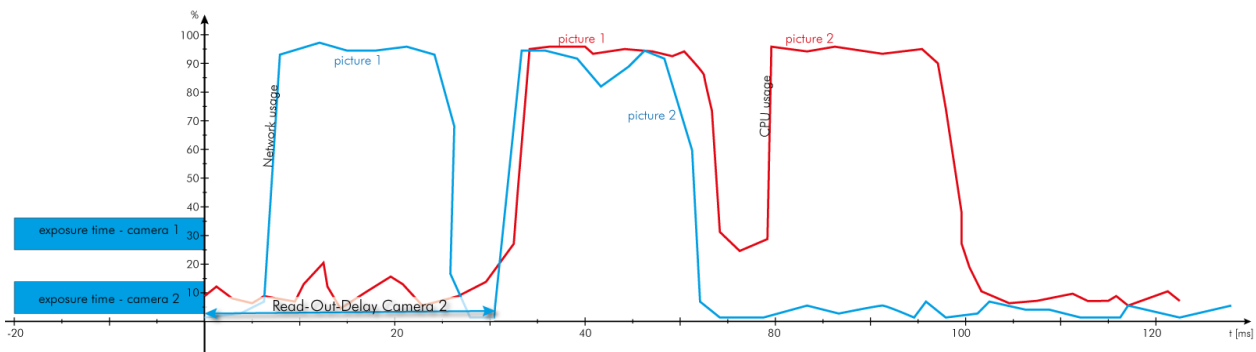 %
100
picture 1
picture 2
90
picture 1
80
Network usage
CPU usage
70
picture 2
60
50
40
30
exposure time - camera 1
20
10
exposure time - camera 2
Read-Out-Delay Camera 2
-20
20
40
60
80
100
120
t [ms]